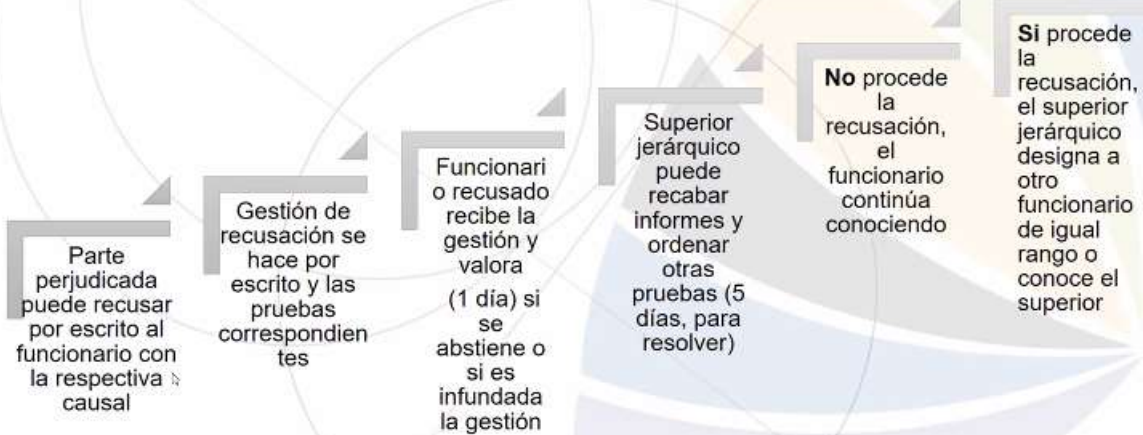 Parte
perjudicada
puede recusar
por escrito al
funcionario con
la respectiva
causal
Gestión de
recusación se
hace por
escrito y las
pruebas
correspondien
tes
Funcionari
o recusado
recibe la
gestión y
valora
(1 día) si
se
abstiene o
si es
infundada
la gestión
Superior
jerárquico
puede
recabar
informes y
ordenar
otras
pruebas (5
días, para
resolver)
No procede
la
recusación,
el
funcionario
continúa
conociendo
Si procede
la
recusación,
el superior
jerárquico
designa a
otro
funcionario
de igual
rango o
conoce el
superior